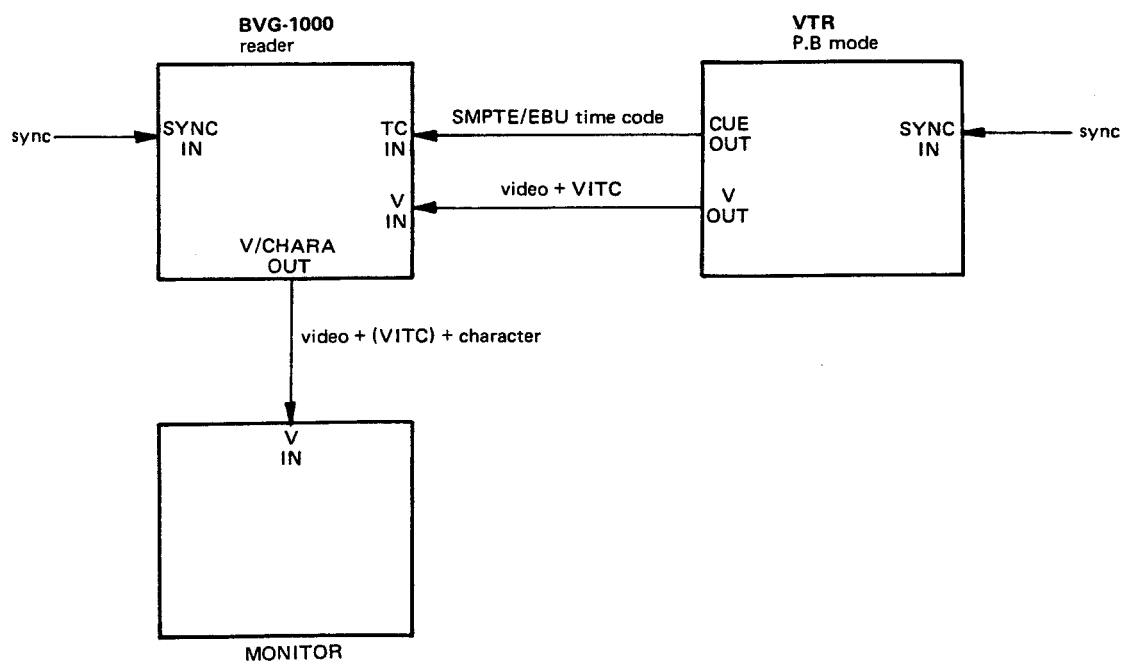 BVG-1000
reader
VTR
P.B mode
sync
SYNC
IN
TC
IN
SMPTE/EBU time code
CUE
OUT
SYNC
IN
sync
V
IN
video + VITC
V
OUT
V/CHARA
OUT
video + (VITC) + character
V
IN
MONITOR